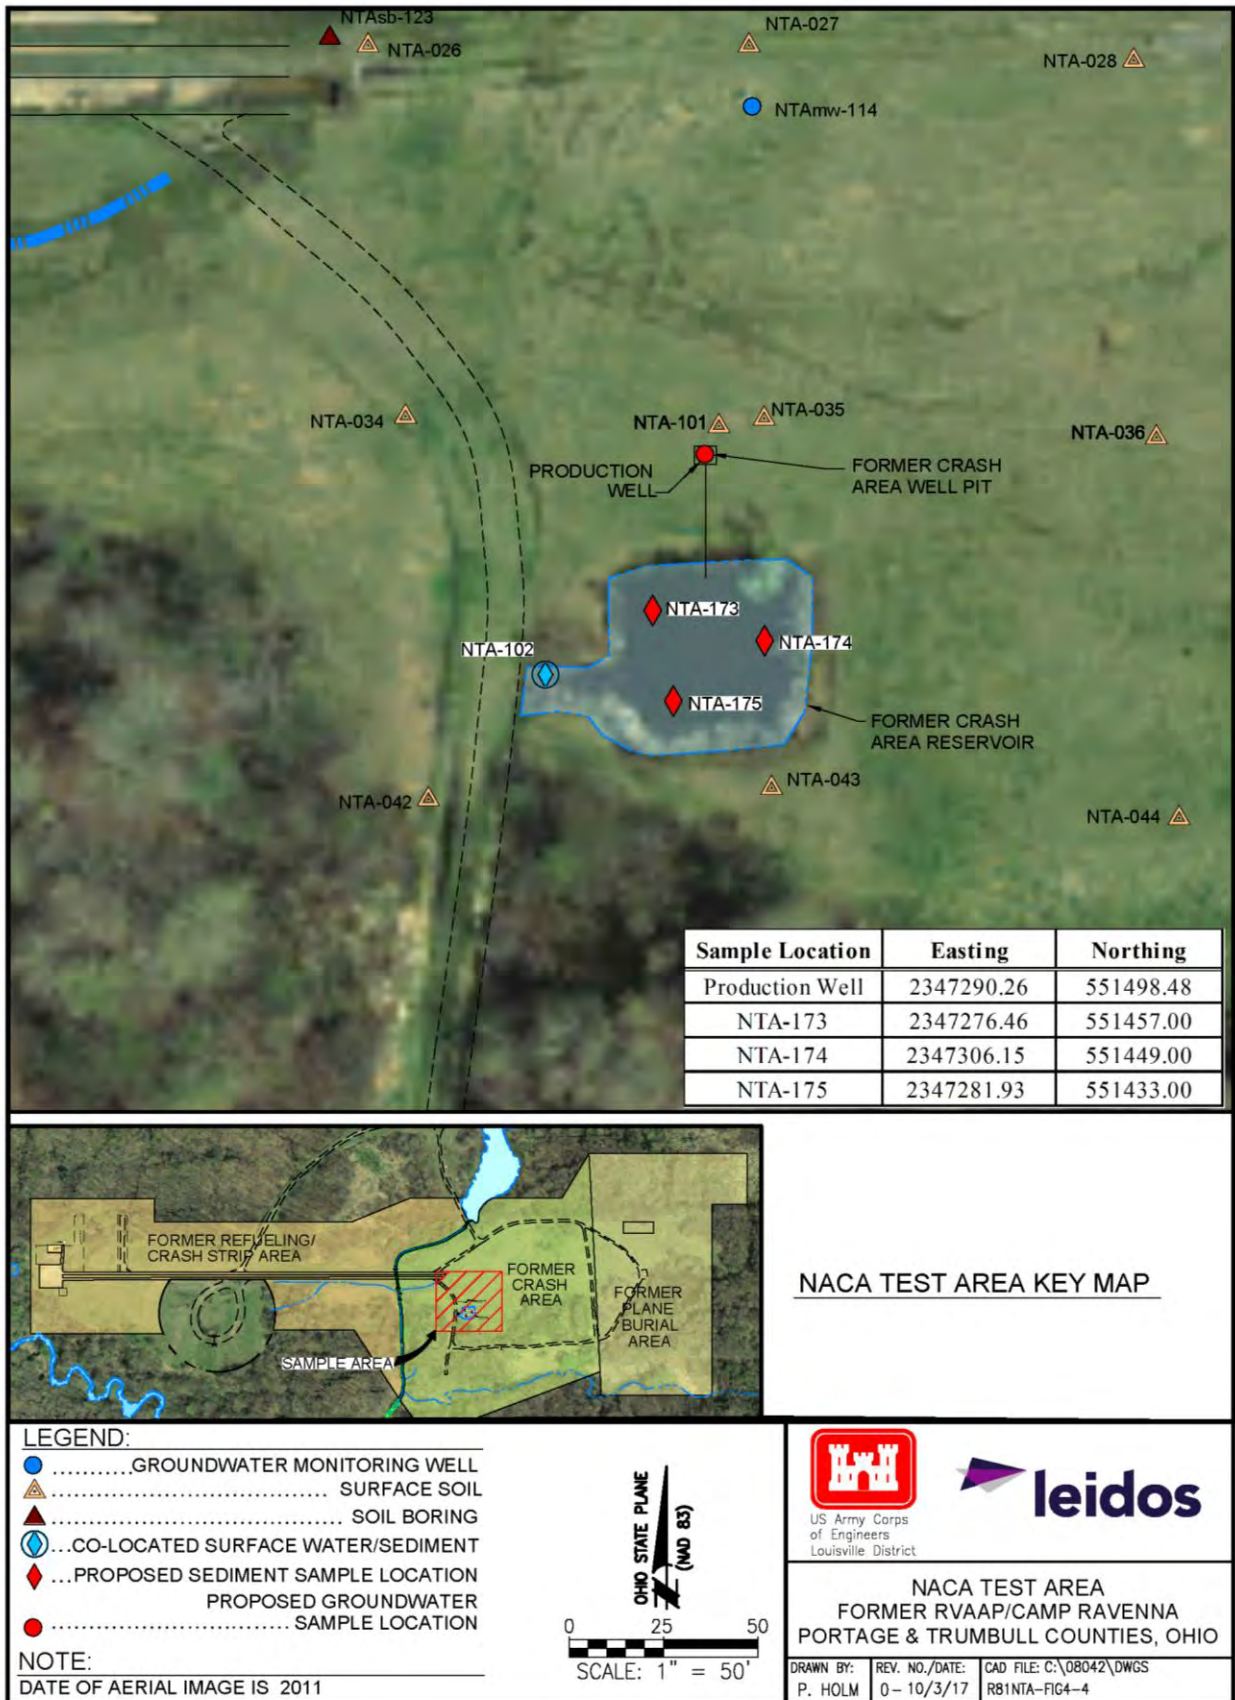 NTAsb-123
NTA-026
NTA-027
NTA-028
NTAmw-114
NTA-034
NTA-101
NTA-035
NTA-036
PRODUCTION
WELL
FORMER CRASH
AREA WELL PIT
NTA-173
NTA-102
NTA-174
NTA-175
FORMER CRASH
AREA RESERVOIR
NTA-042
NTA-043
NTA-044
Sample Location Easting Northing
Production Well 2347290.26 551498.48
NTA-173 2347276.46 551457.00
NTA-174 2347306.15 551449.00
NTA-175 2347281.93 551433.00
FORMER REFUELING/
CRASH STRIP AREA
FORMER
CRASH
AREA
FORMER
PLANE
BURIAL
AREA
SAMPLE AREA
NACA TEST AREA KEY MAP
LEGEND:
...........GROUNDWATER MONITORING WELL
............................... SURFACE SOIL
................................. SOIL BORING
...CO-LOCATED SURFACE WATER/SEDIMENT
...PROPOSED SEDIMENT SAMPLE LOCATION
PROPOSED GROUNDWATER
............................ SAMPLE LOCATION
NOTE:
DATE OF AERIAL IMAGE IS 2011
OHIO STATE PLANE
(NAD 83)
0 25 50
SCALE: 1" = 50'
US Army Corps
of Engineers
Louisville District
leidos
NACA TEST AREA
FORMER RVAAP/CAMP RAVENNA
PORTAGE & TRUMBULL COUNTIES, OHIO
DRAWN BY:
P. HOLM
REV. NO./DATE:
0- 10/3/17
CAD FILE: C:\08042\DWGS
R81NTA-FIG4-4